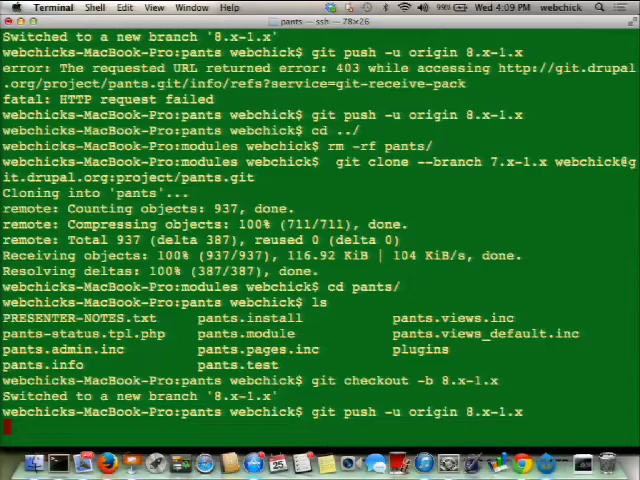 Terminal Shell Edit View Window Help 99% Wed 4:09 PM webchick
pants — ssh — 78×26
Switched to a new branch '8.x-1.x'
webchicks-MacBook-Pro:pants webchick$ git push -u origin 8.x-1.x
error: The requested URL returned error: 403 while accessing http://git.drupal
.org/project/pants.git/info/refs?service=git-receive-pack
fatal: HTTP request failed
webchicks-MacBook-Pro:pants webchick$ git push -u origin 8.x-1.x
webchicks-MacBook-Pro:pants webchick$ cd ../
webchicks-MacBook-Pro:modules webchick$ rm -rf pants/
webchicks-MacBook-Pro:modules webchick$  git clone --branch 7.x-1.x webchick@g
it.drupal.org:project/pants.git
Cloning into 'pants'...
remote: Counting objects: 937, done.
remote: Compressing objects: 100% (711/711), done.
remote: Total 937 (delta 387), reused 0 (delta 0)
Receiving objects: 100% (937/937), 116.92 KiB | 104 KiB/s, done.
Resolving deltas: 100% (387/387), done.
webchicks-MacBook-Pro:modules webchick$ cd pants/
webchicks-MacBook-Pro:pants webchick$ ls
PRESENTER-NOTES.txt pants.install pants.views.inc
pants-status.tpl.php pants.module pants.views_default.inc
pants.admin.inc pants.pages.inc plugins
pants.info pants.test
webchicks-MacBook-Pro:pants webchick$ git checkout -b 8.x-1.x
Switched to a new branch '8.x-1.x'
webchicks-MacBook-Pro:pants webchick$ git push -u origin 8.x-1.x
25